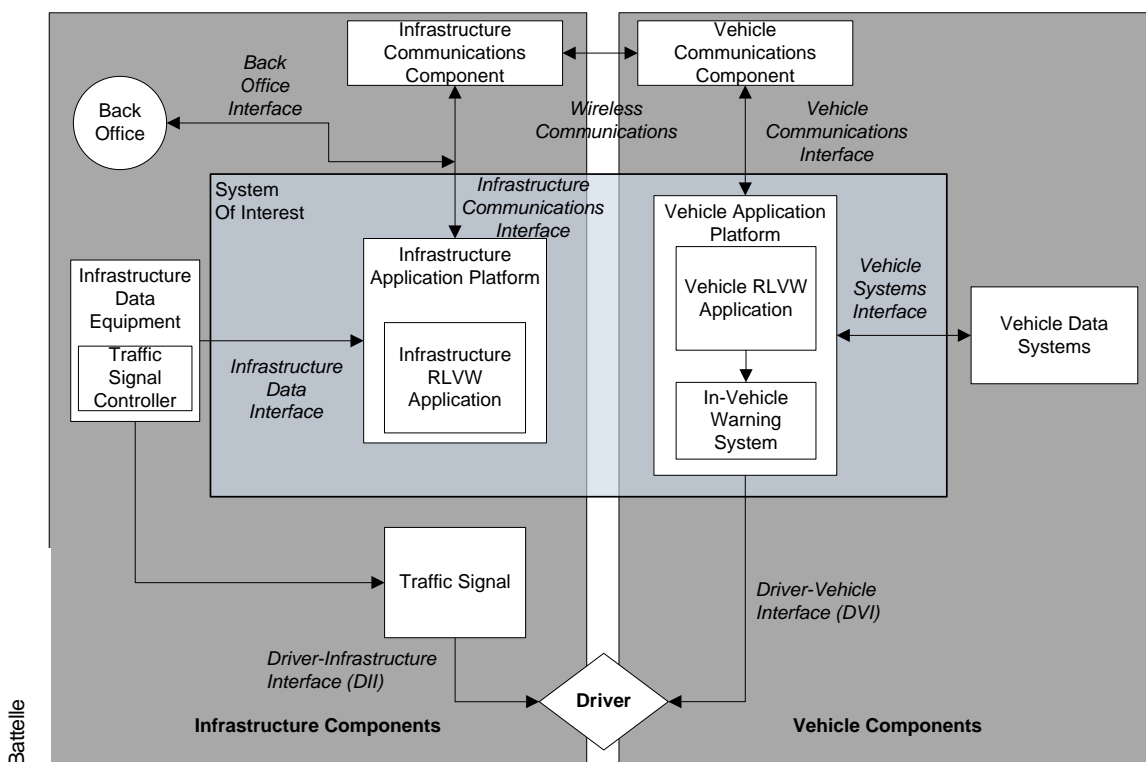 Infrastructure
Communications
Component
Vehicle
Communications
Component
Back
Office
Interface
Back
Office
Wireless
Communications
Vehicle
Communications
Interface
System
Of Interest
Infrastructure
Communications
Interface
Vehicle Application
Platform
Infrastructure
Application Platform
Vehicle RLVW
Application
Vehicle
Systems
Interface
Infrastructure
Data
Equipment
Traffic
Signal
Controller
Infrastructure
Data
Interface
Infrastructure
RLVW
Application
In-Vehicle
Warning
System
Vehicle Data
Systems
Traffic Signal
Driver-Vehicle
Interface (DVI)
Driver-Infrastructure
Interface (DII)
Driver
Infrastructure Components
Vehicle Components
Battelle